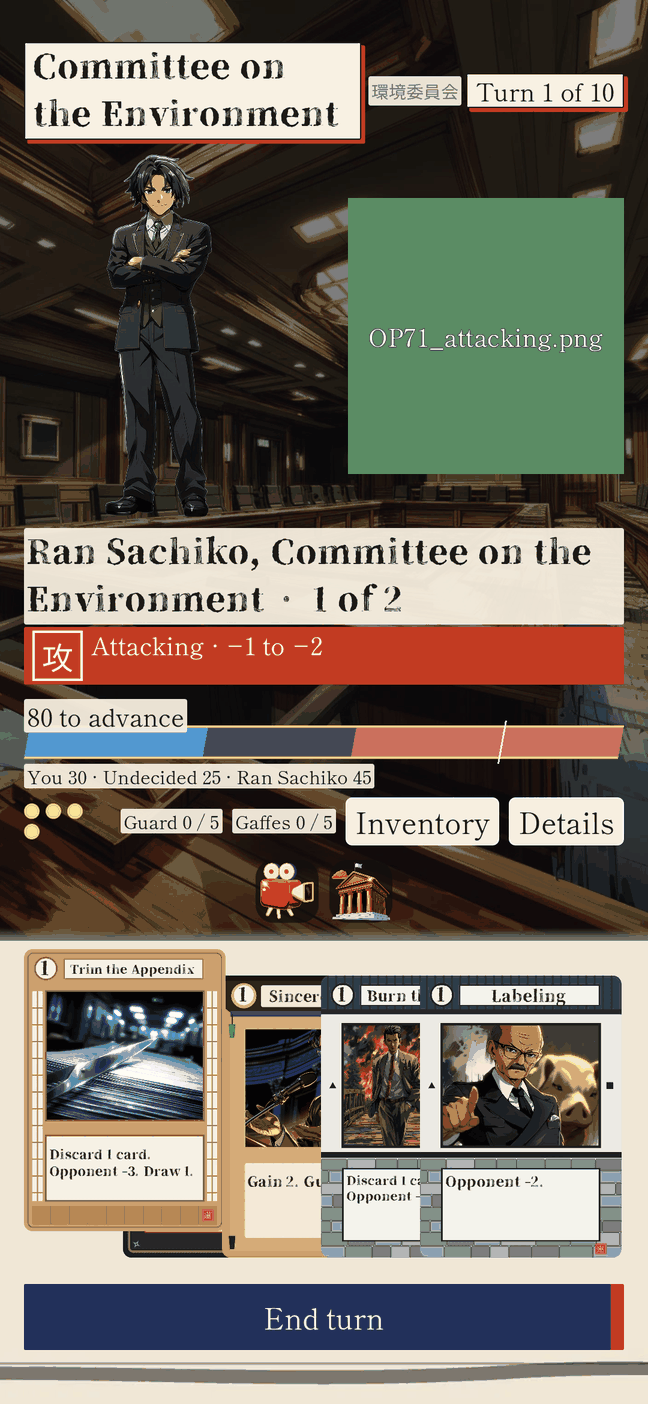 Committee on
the Environment
環境委員会
Turn 1 of 10
OP71_attacking.png
Ran Sachiko, Committee on the
Environment · 1 of 2
攻
Attacking · −1 to −2
80 to advance
You 30 · Undecided 25 · Ran Sachiko 45
Guard 0 / 5
Gaffes 0 / 5
Inventory
Details
1
Trim the Appendix
Discard 1 card.
Opponent -3. Draw 1.
1
Sincer
Gain 2. Gu
1
Burn t
Discard 1 ca
Opponent -
1
Labeling
Opponent -2.
End turn